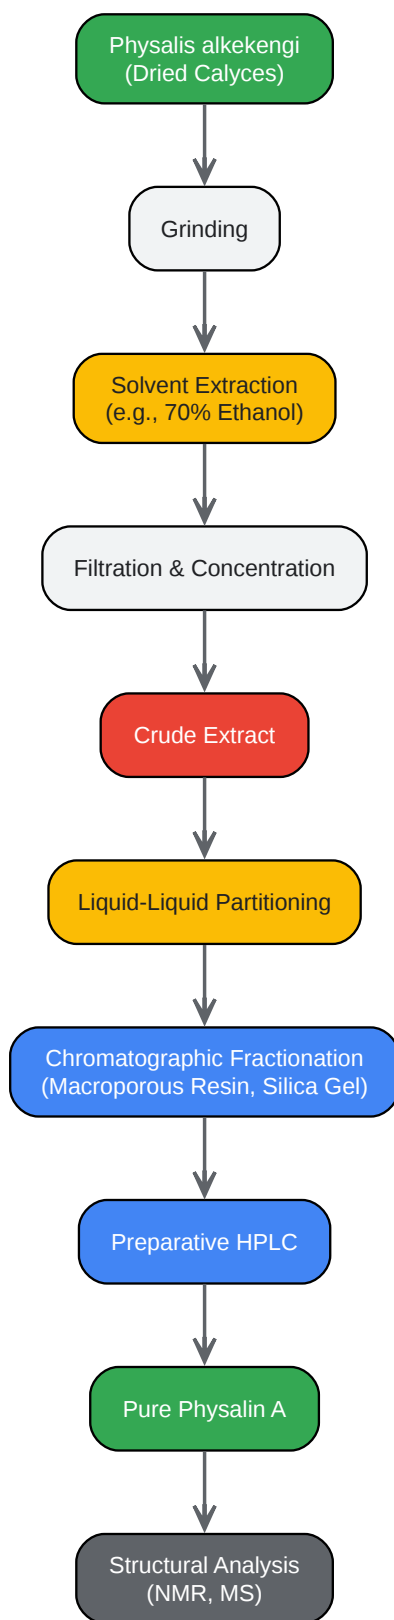 Physalis alkekengi
(Dried Calyces)
Grinding
Solvent Extraction
(e.g., 70% Ethanol)
Filtration & Concentration
Crude Extract
Liquid-Liquid Partitioning
Chromatographic Fractionation
(Macroporous Resin, Silica Gel)
Preparative HPLC
Pure Physalin A
Structural Analysis
(NMR, MS)